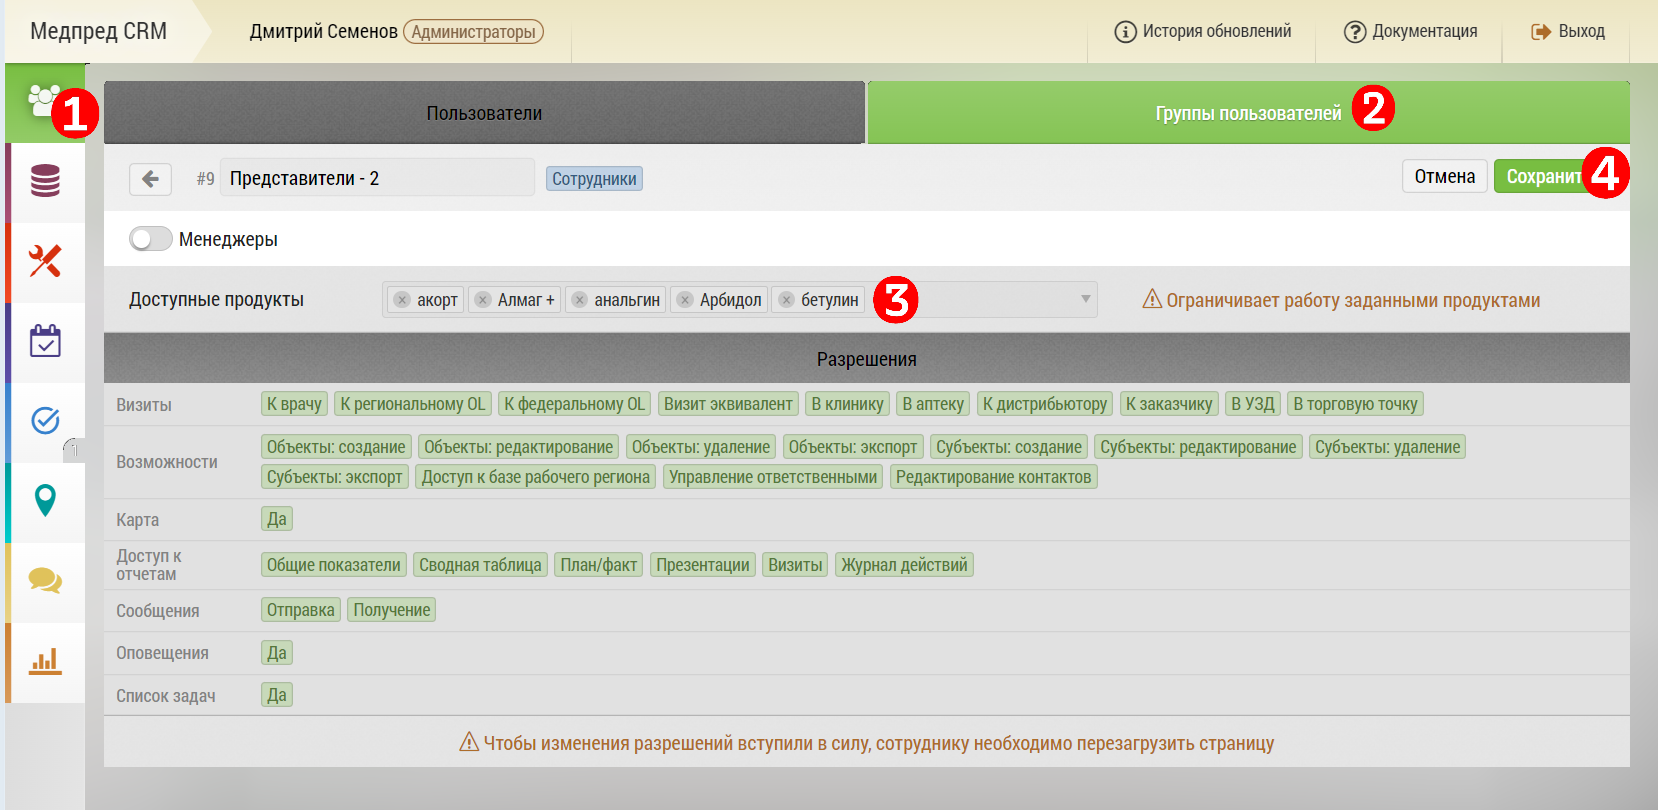 Медпред CRM Дмитрий Семенов Администраторы История обновлений Документация Выход
1
Пользователи Группы пользователей 2
#9 Представители - 2 Сотрудники Отмена Сохранит 4
Менеджеры
Доступные продукты акорт Алмаг + анальгин Арбидол бетулин 3 Ограничивает работу заданными продуктами
Разрешения
Визиты К врачу К региональному OL К федеральному OL Визит эквивалент В клинику В аптеку К дистрибьютору К заказчику В УЗД В торговую точку
Возможности Объекты: создание Объекты: редактирование Объекты: удаление Объекты: экспорт Субъекты: создание Субъекты: редактирование Субъекты: удаление
Субъекты: экспорт Доступ к базе рабочего региона Управление ответственными Редактирование контактов
1
Карта Да
Доступ к
отчетам Общие показатели Сводная таблица План/факт Презентации Визиты Журнал действий
Сообщения Отправка Получение
Оповещения Да
Список задач Да
Чтобы изменения разрешений вступили в силу, сотруднику необходимо перезагрузить страницу